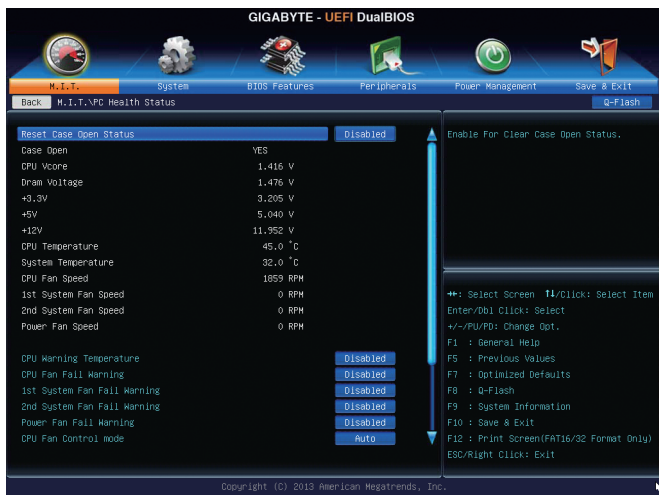 GIGABYTE - UEFI DualBIOS
M.I.T. System BIOS Features Peripherals Power Management Save & Exit
Back M.I.T.\PC Health Status Q-Flash
Reset Case Open Status Disabled
Case Open YES
CPU Vcore 1.416 V
Dram Voltage 1.476 V
+3.3V 3.205 V
+5V 5.040 V
+12V 11.952 V
CPU Temperature 45.0 °C
System Temperature 32.0 °C
CPU Fan Speed 1859 RPM
1st System Fan Speed 0 RPM
2nd System Fan Speed 0 RPM
Power Fan Speed 0 RPM
CPU Warning Temperature Disabled
CPU Fan Fail Warning Disabled
1st System Fan Fail Warning Disabled
2nd System Fan Fail Warning Disabled
Power Fan Fail Warning Disabled
CPU Fan Control mode Auto
Enable For Clear Case Open Status.
→←: Select Screen ↑↓/Click: Select Item
Enter/Dbl Click: Select
+/-/PU/PD: Change Opt.
F1 : General Help
F5 : Previous Values
F7 : Optimized Defaults
F8 : Q-Flash
F9 : System Information
F10 : Save & Exit
F12 : Print Screen(FAT16/32 Format Only)
ESC/Right Click: Exit
Copyright (C) 2013 American Megatrends, Inc.